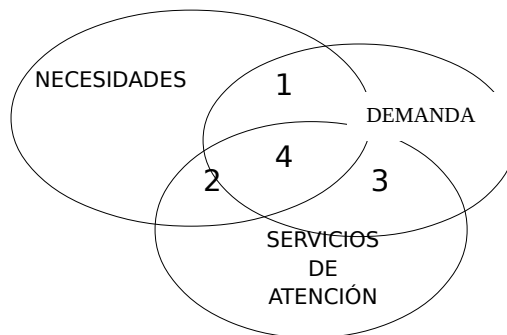 NECESIDADES
1
DEMANDA
4
2
3
SERVICIOS
DE
ATENCIÓN